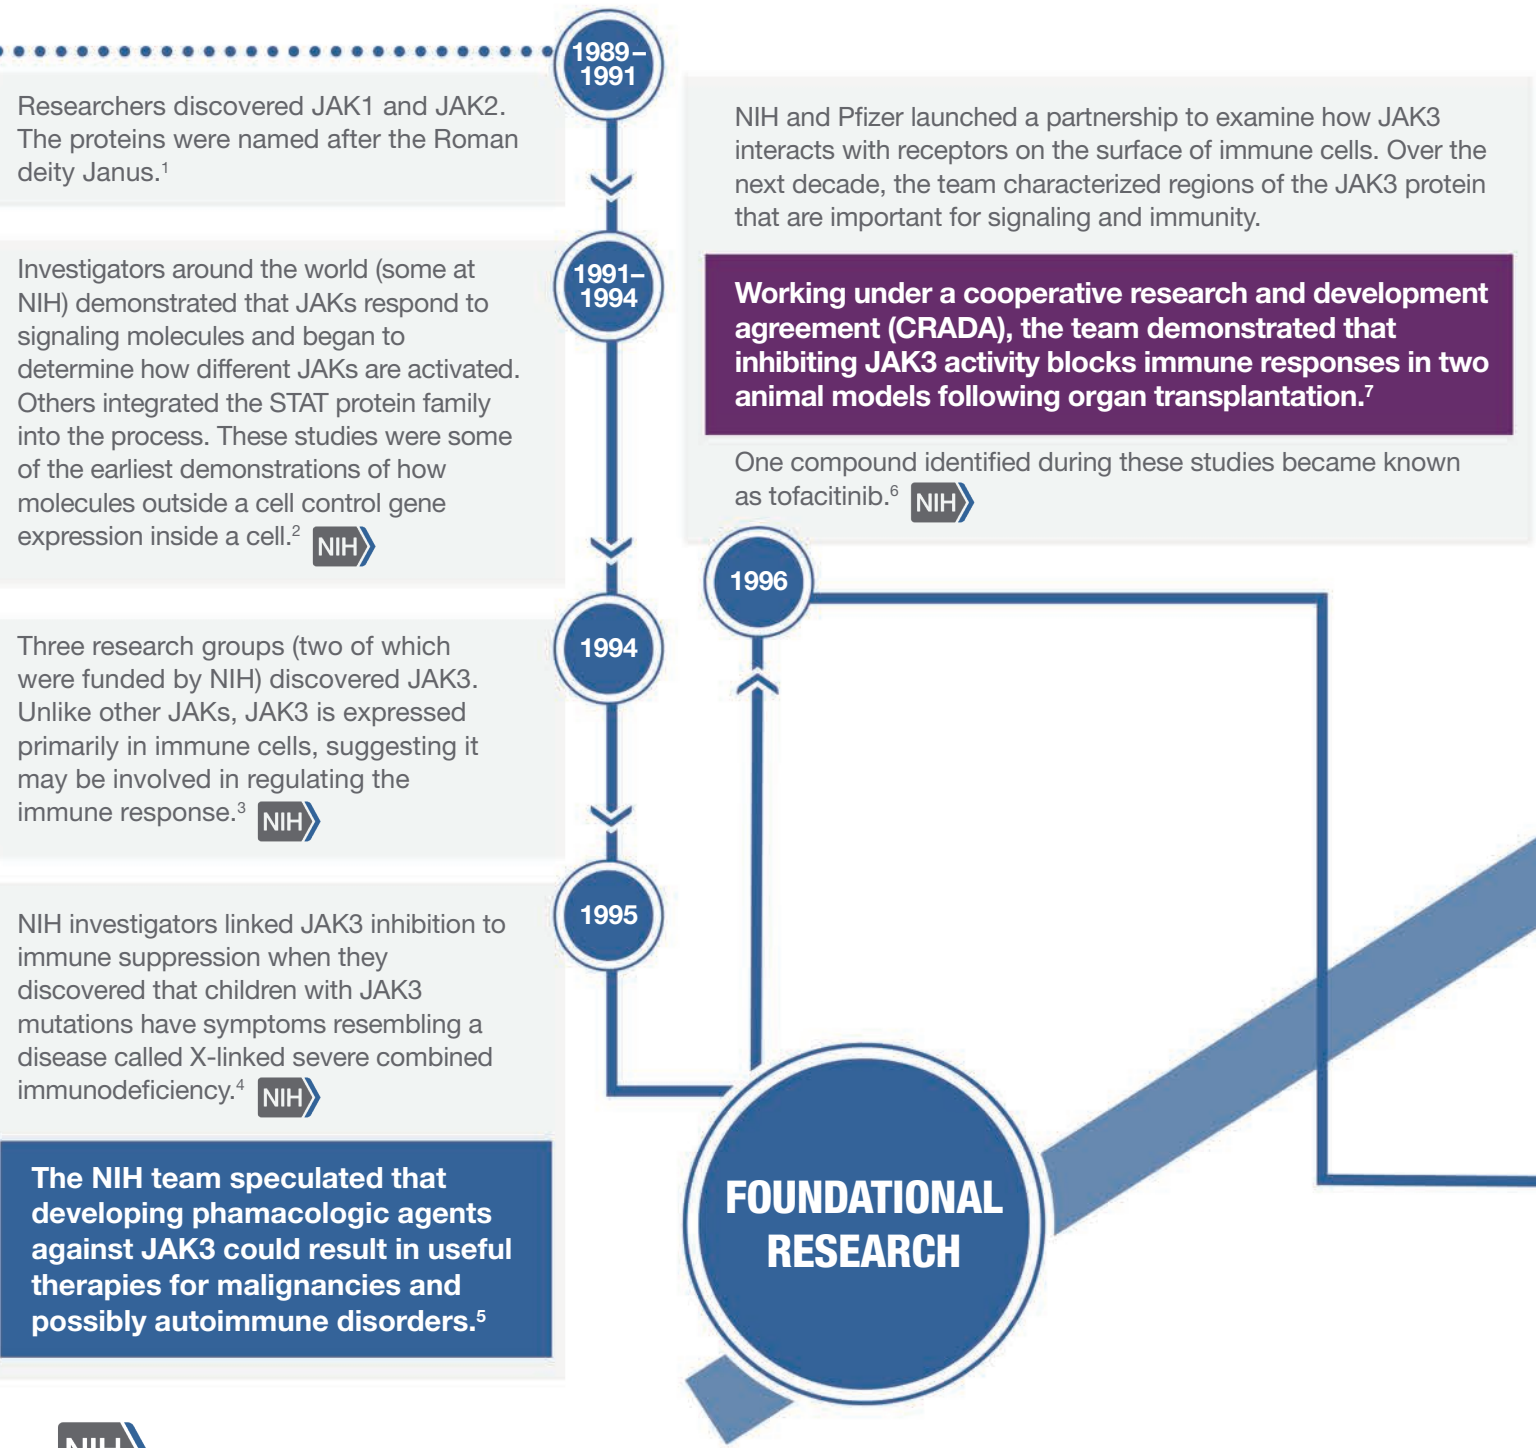 1989–
1991
Researchers discovered JAK1 and JAK2.
The proteins were named after the Roman
deity Janus.1
1991–
1994
Investigators around the world (some at
NIH) demonstrated that JAKs respond to
signaling molecules and began to
determine how different JAKs are activated.
Others integrated the STAT protein family
into the process. These studies were some
of the earliest demonstrations of how
molecules outside a cell control gene
expression inside a cell.2 NIH
1994
Three research groups (two of which
were funded by NIH) discovered JAK3.
Unlike other JAKs, JAK3 is expressed
primarily in immune cells, suggesting it
may be involved in regulating the
immune response.3 NIH
1995
NIH investigators linked JAK3 inhibition to
immune suppression when they
discovered that children with JAK3
mutations have symptoms resembling a
disease called X-linked severe combined
immunodeficiency.4 NIH
The NIH team speculated that
developing phamacologic agents
against JAK3 could result in useful
therapies for malignancies and
possibly autoimmune disorders.5
NIH
NIH and Pfizer launched a partnership to examine how JAK3
interacts with receptors on the surface of immune cells. Over the
next decade, the team characterized regions of the JAK3 protein
that are important for signaling and immunity.
Working under a cooperative research and development
agreement (CRADA), the team demonstrated that
inhibiting JAK3 activity blocks immune responses in two
animal models following organ transplantation.7
One compound identified during these studies became known
as tofacitinib.6 NIH
1996
FOUNDATIONAL
RESEARCH